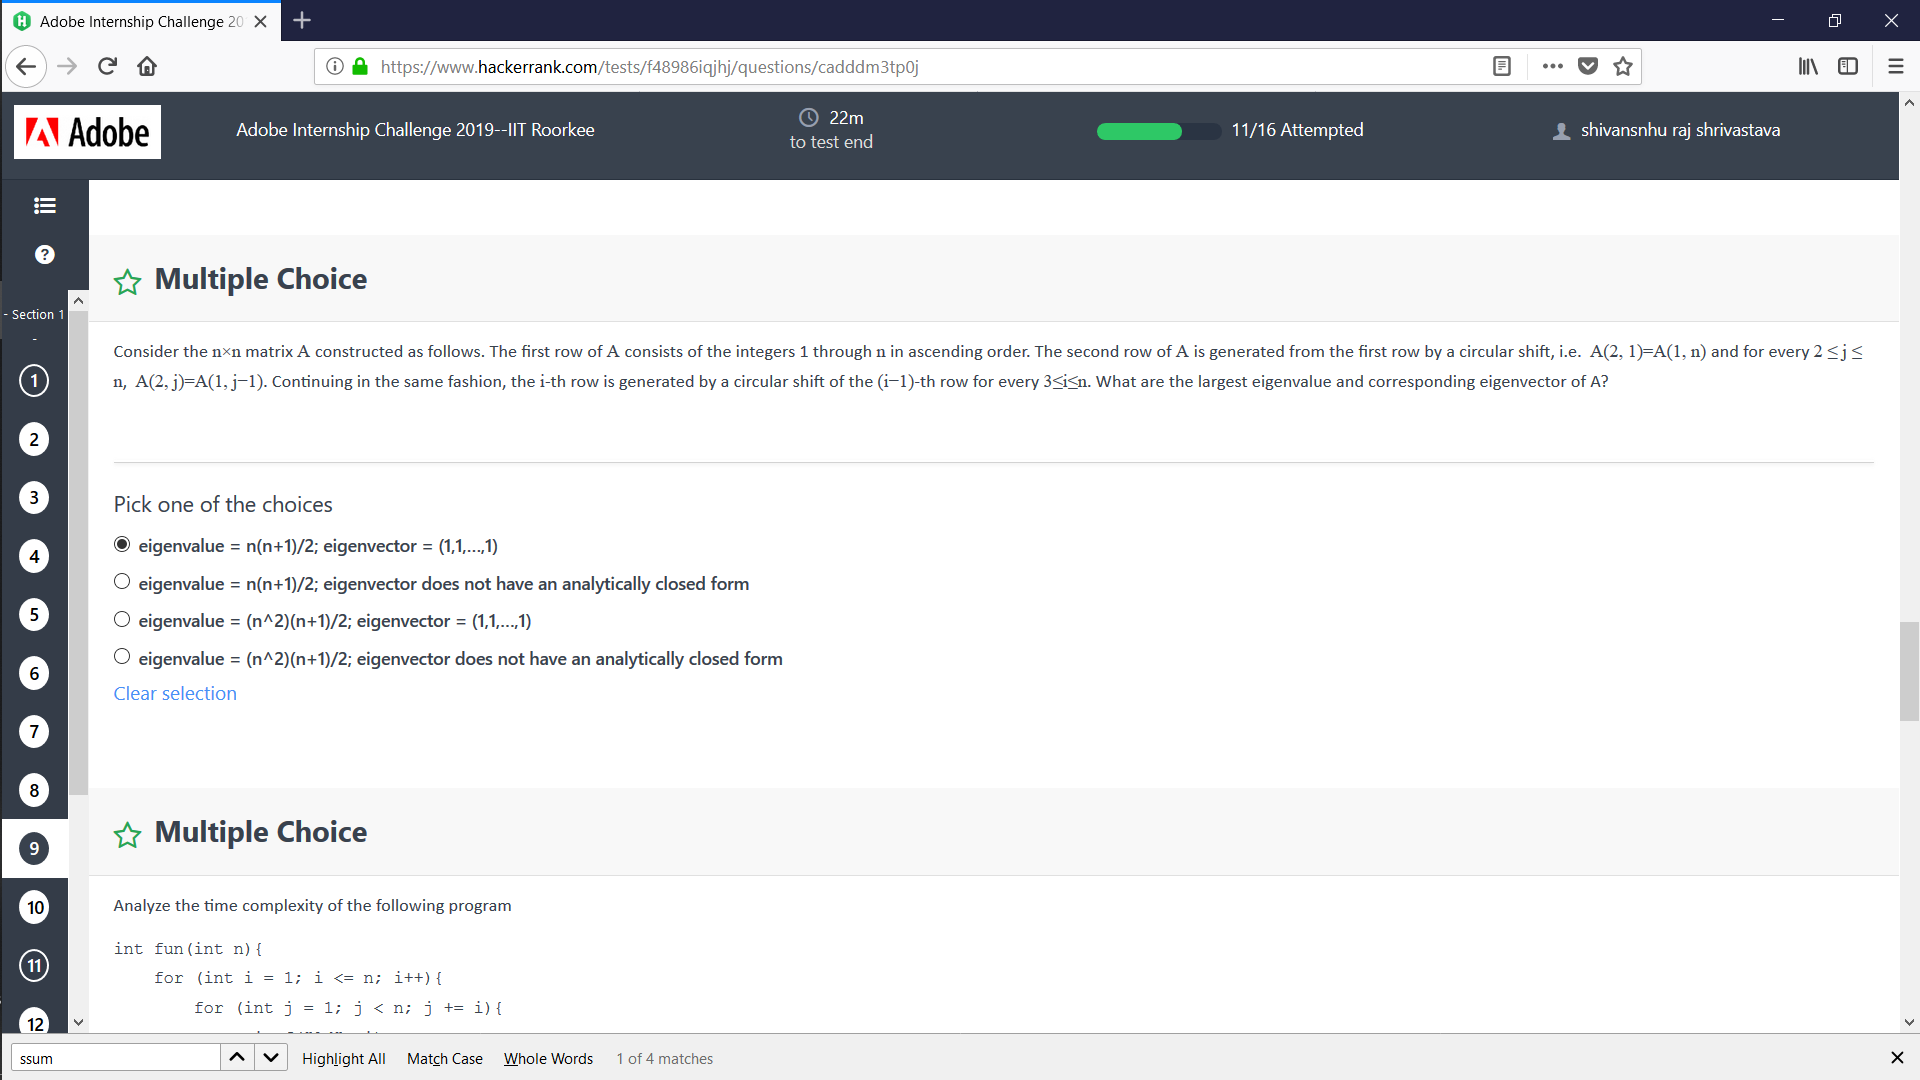 Adobe Internship Challenge 20
https://www.hackerrank.com/tests/f48986iqjhj/questions/cadddm3tp0j
Adobe
Adobe Internship Challenge 2019--IIT Roorkee
22m
to test end
11/16 Attempted
shivansnhu raj shrivastava
?
- Section 1
-
1
2
3
4
5
6
7
8
9
10
11
12
Multiple Choice
Consider the n×n matrix A constructed as follows. The first row of A consists of the integers 1 through n in ascending order. The second row of A is generated from the first row by a circular shift, i.e. A(2, 1)=A(1, n) and for every 2 ≤ j ≤
n, A(2, j)=A(1, j−1). Continuing in the same fashion, the i-th row is generated by a circular shift of the (i−1)-th row for every 3≤i≤n. What are the largest eigenvalue and corresponding eigenvector of A?
Pick one of the choices
eigenvalue = n(n+1)/2; eigenvector = (1,1,...,1)
eigenvalue = n(n+1)/2; eigenvector does not have an analytically closed form
eigenvalue = (n^2)(n+1)/2; eigenvector = (1,1,...,1)
eigenvalue = (n^2)(n+1)/2; eigenvector does not have an analytically closed form
Clear selection
Multiple Choice
Analyze the time complexity of the following program
int fun(int n){
for (int i = 1; i <= n; i++){
for (int j = 1; j < n; j += i){
ssum
Highlight All
Match Case
Whole Words
1 of 4 matches